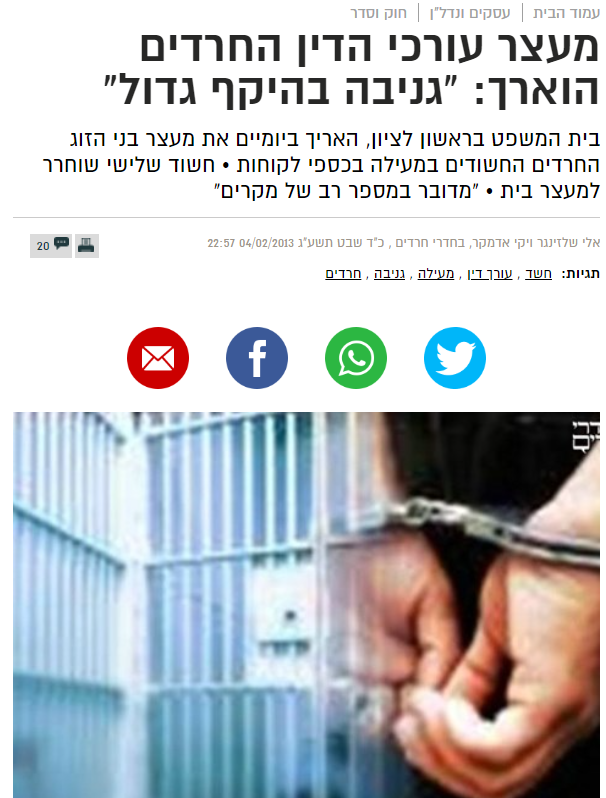 עמוד הבית | עסקים ונדל"ן | חוק וסדר
מעצר עורכי הדין החרדים
הוארך: "גניבה בהיקף גדול"
בית המשפט בראשון לציון, האריך ביומיים את מעצר בני הזוג
החרדים החשודים במעילה בכספי לקוחות • חשוד שלישי שוחרר
למעצר בית • "מדובר במספר רב של מקרים"
אלי שלזינגר ויקי אדמקר, בחדרי חרדים , כ"ד שבט תשע"ג 04/02/2013 22:57
20
תגיות: חשד , עורך דין , מעילה , גניבה , חרדים